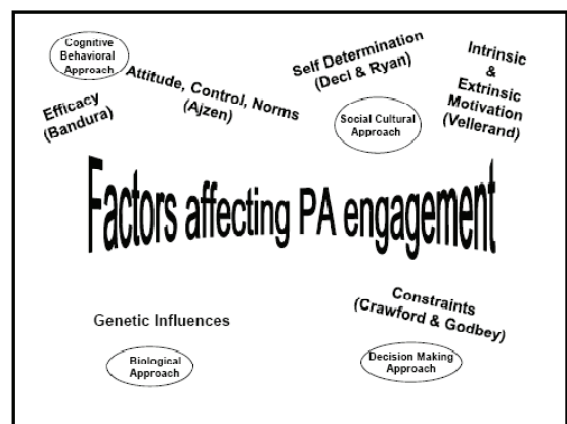 Cognitive
Behavioral
Approach
Efficacy
(Bandura)
Attitude, Control, Norms
(Ajzen)
Self Determination
(Deci & Ryan)
Social Cultural
Approach
Intrinsic
&
Extrinsic
Motivation
(Vellerand)
Factors affecting PA engagement
Genetic Influences
Biological
Approach
Constraints
(Crawford & Godbey)
Decision Making
Approach